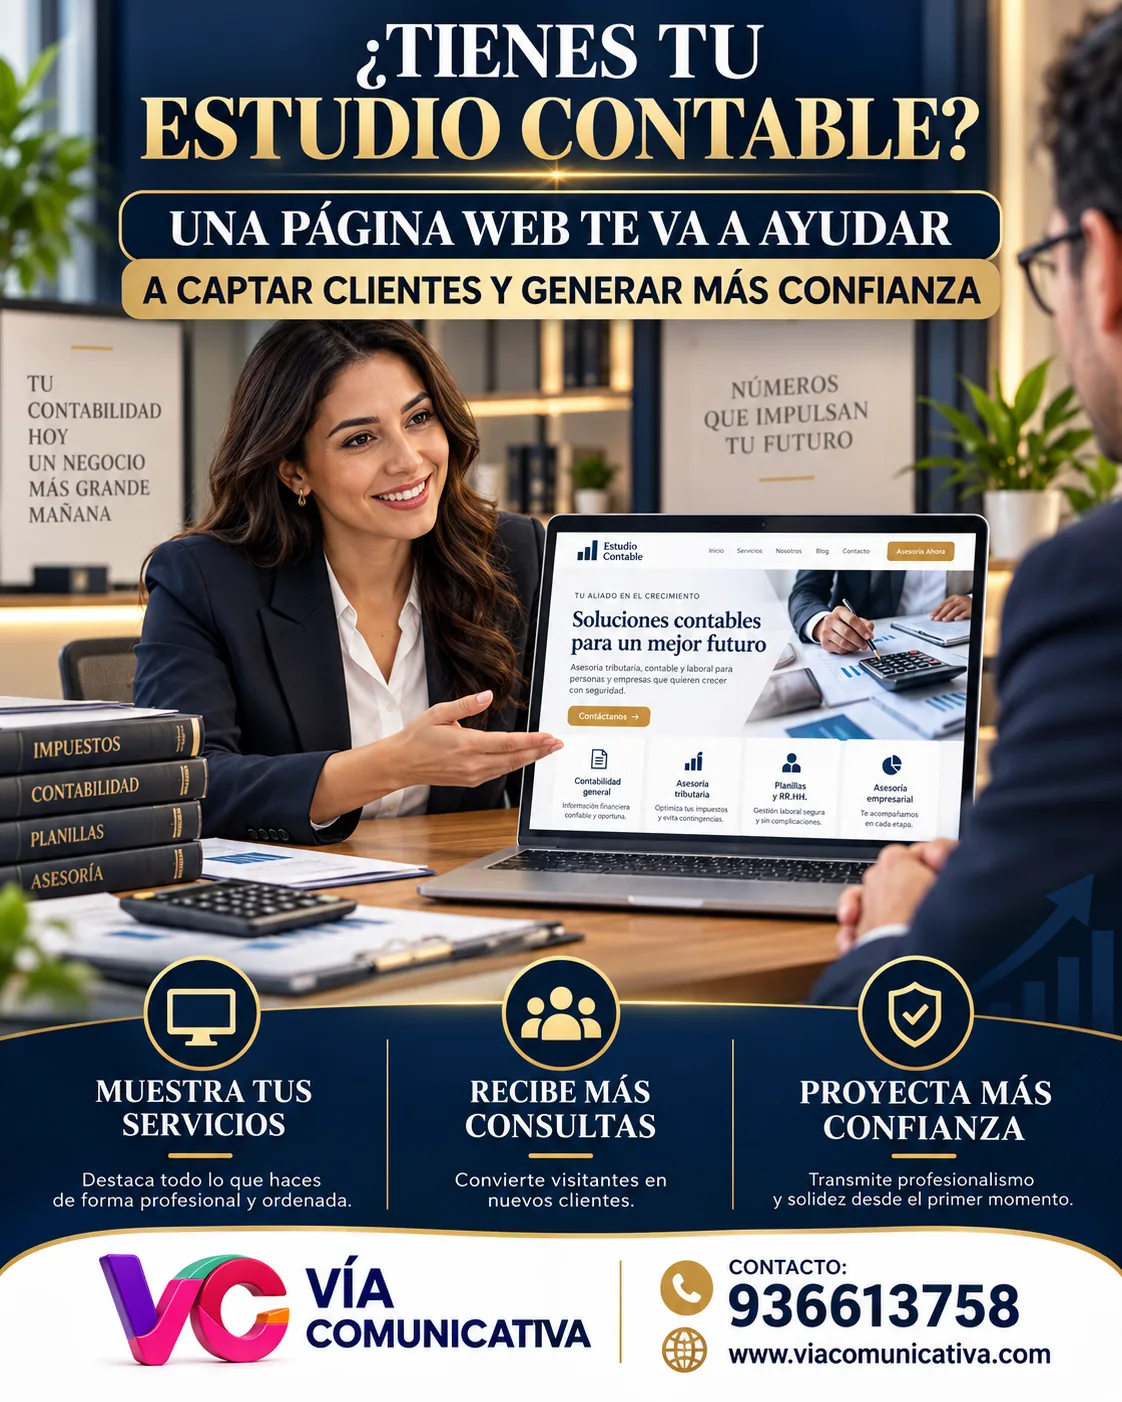 ¿TIENES TU
ESTUDIO CONTABLE?
UNA PÁGINA WEB TE VA A AYUDAR
A CAPTAR CLIENTES Y GENERAR MÁS CONFIANZA
TU
CONTABILIDAD
HOY
UN NEGOCIO
MÁS GRANDE
MAÑANA
NÚMEROS
QUE IMPULSAN
TU FUTURO
Estudio
Contable
Inicio Servicios Nosotros Blog Contacto Asesoría Ahora
TU ALIADO EN EL CRECIMIENTO
Soluciones contables
para un mejor futuro
Asesoría tributaria, contable y laboral para
personas y empresas que quieren crecer
con seguridad.
Contáctanos →
Contabilidad
general
Información financiera
confiable y oportuna.
Asesoría
tributaria
Optimiza tus impuestos
y evita contingencias.
Planillas
y RR.HH.
Gestión laboral segura
y sin complicaciones.
Asesoría
empresarial
Te acompañamos
en cada etapa.
IMPUESTOS
CONTABILIDAD
PLANILLAS
ASESORÍA
MUESTRA TUS
SERVICIOS
Destaca todo lo que haces
de forma profesional y ordenada.
RECIBE MÁS
CONSULTAS
Convierte visitantes en
nuevos clientes.
PROYECTA MÁS
CONFIANZA
Transmite profesionalismo
y solidez desde el primer momento.
VC
VÍA
COMUNICATIVA
CONTACTO:
936613758
www.viacomunicativa.com